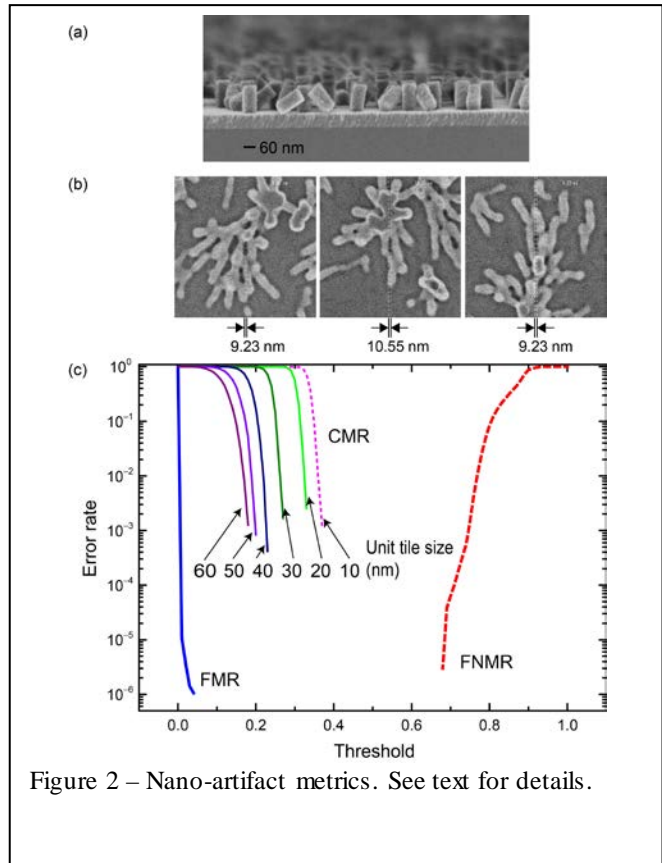 (a)
60 nm
(b)
9.23 nm 10.55 nm 9.23 nm
(c)
10⁰
10⁻¹
10⁻²
10⁻³
10⁻⁴
10⁻⁵
10⁻⁶
Error rate
CMR
Unit tile size
60 50 40 30 20 10 (nm)
FMR
FNMR
0.0 0.2 0.4 0.6 0.8 1.0
Threshold
Figure 2 – Nano-artifact metrics. See text for details.